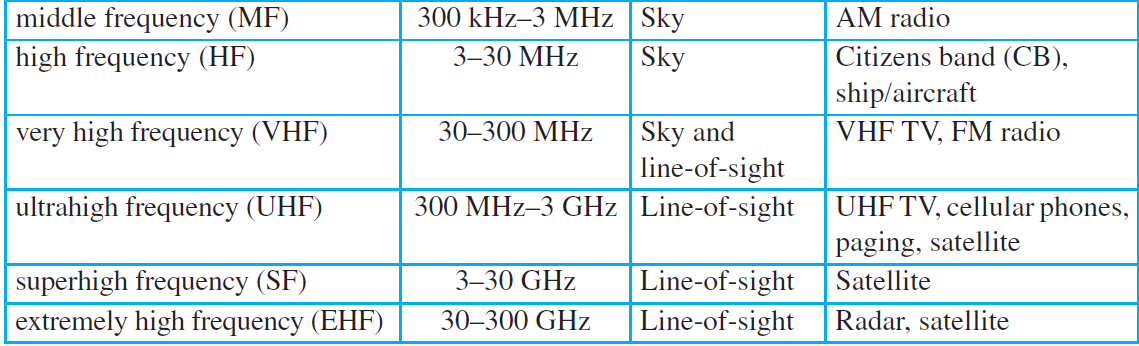 middle frequency (MF) 300 kHz–3 MHz Sky AM radio
high frequency (HF) 3–30 MHz Sky Citizens band (CB),
ship/aircraft
very high frequency (VHF) 30–300 MHz Sky and VHF TV, FM radio
line-of-sight
ultrahigh frequency (UHF) 300 MHz–3 GHz Line-of-sight UHF TV, cellular phones,
paging, satellite
superhigh frequency (SF) 3–30 GHz Line-of-sight Satellite
extremely high frequency (EHF) 30–300 GHz Line-of-sight Radar, satellite